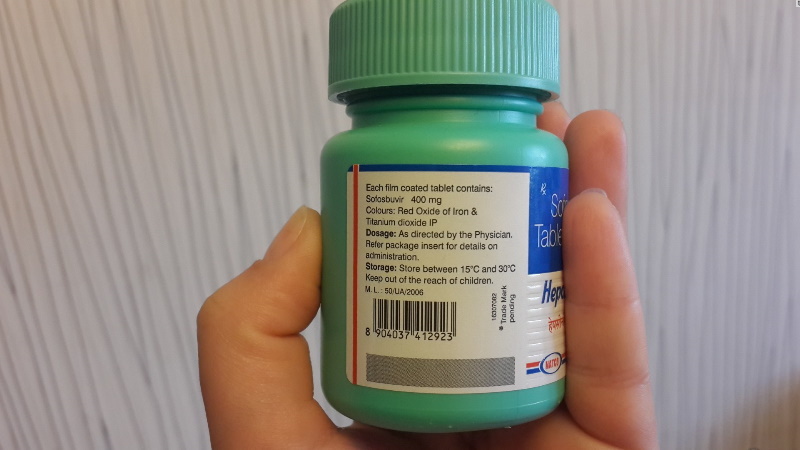 Each film coated tablet contains:
Sofosbuvir 400 mg
Colours: Red Oxide of Iron &
Titanium dioxide IP
Dosage: As directed by the Physician.
Refer package insert for details on
administration.
Storage: Store between 15°C and 30°C
Keep out of the reach of children.
M. L. : 50/UA/2006
8 904037 412923
® Trade Mark
pending
Rx
NATCO